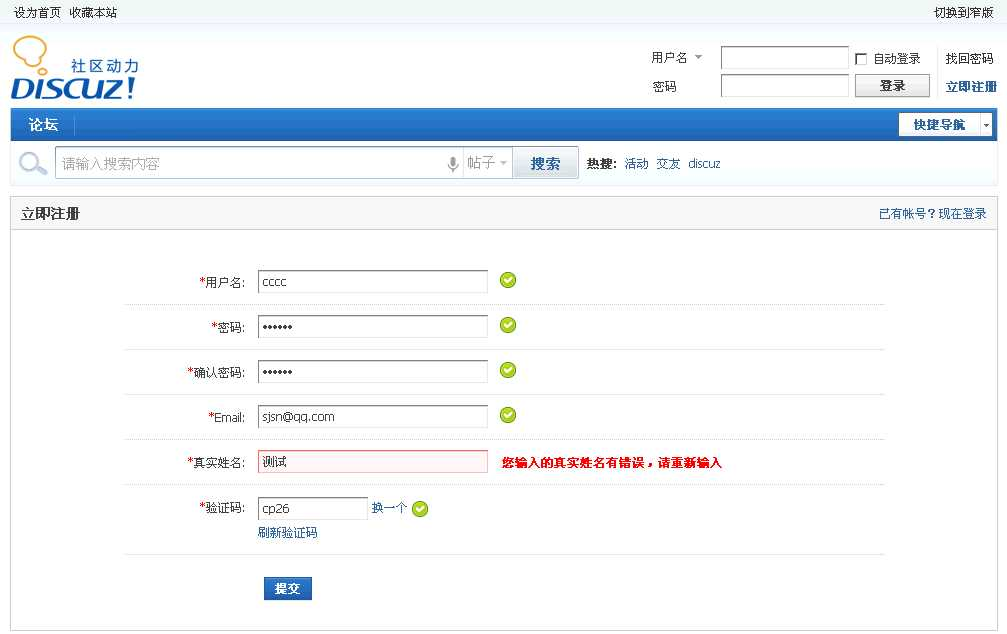 设为首页 收藏本站 切换到窄版
社区动力
DISCUZ!
用户名 自动登录 找回密码
密码 登录 立即注册
论坛 快捷导航
请输入搜索内容 帖子 搜索 热搜: 活动 交友 discuz
立即注册 已有帐号？现在登录
*用户名: cccc
*密码: ••••••
*确认密码: ••••••
*Email: sjsn@qq.com
*真实姓名: 测试 您输入的真实姓名有错误，请重新输入
*验证码: cp26 换一个
刷新验证码
提交